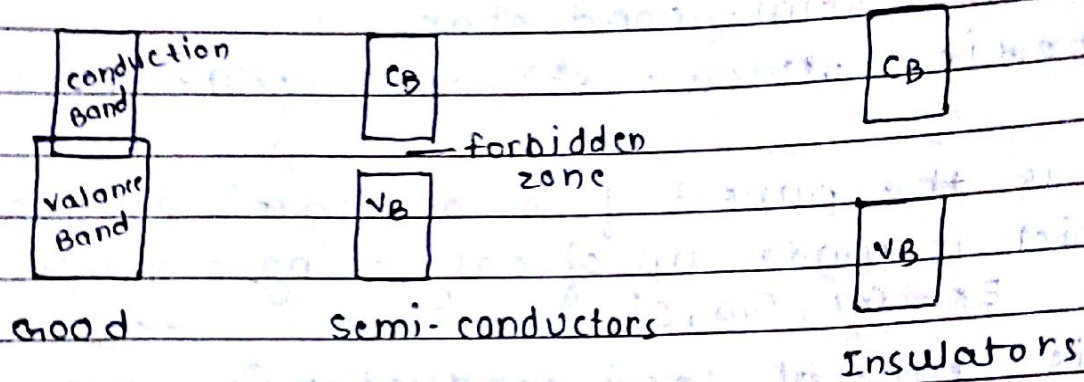 conduction
Band
CB
CB
forbidden
zone
valance
Band
VB
VB
Good
Semi-conductors
Insulators